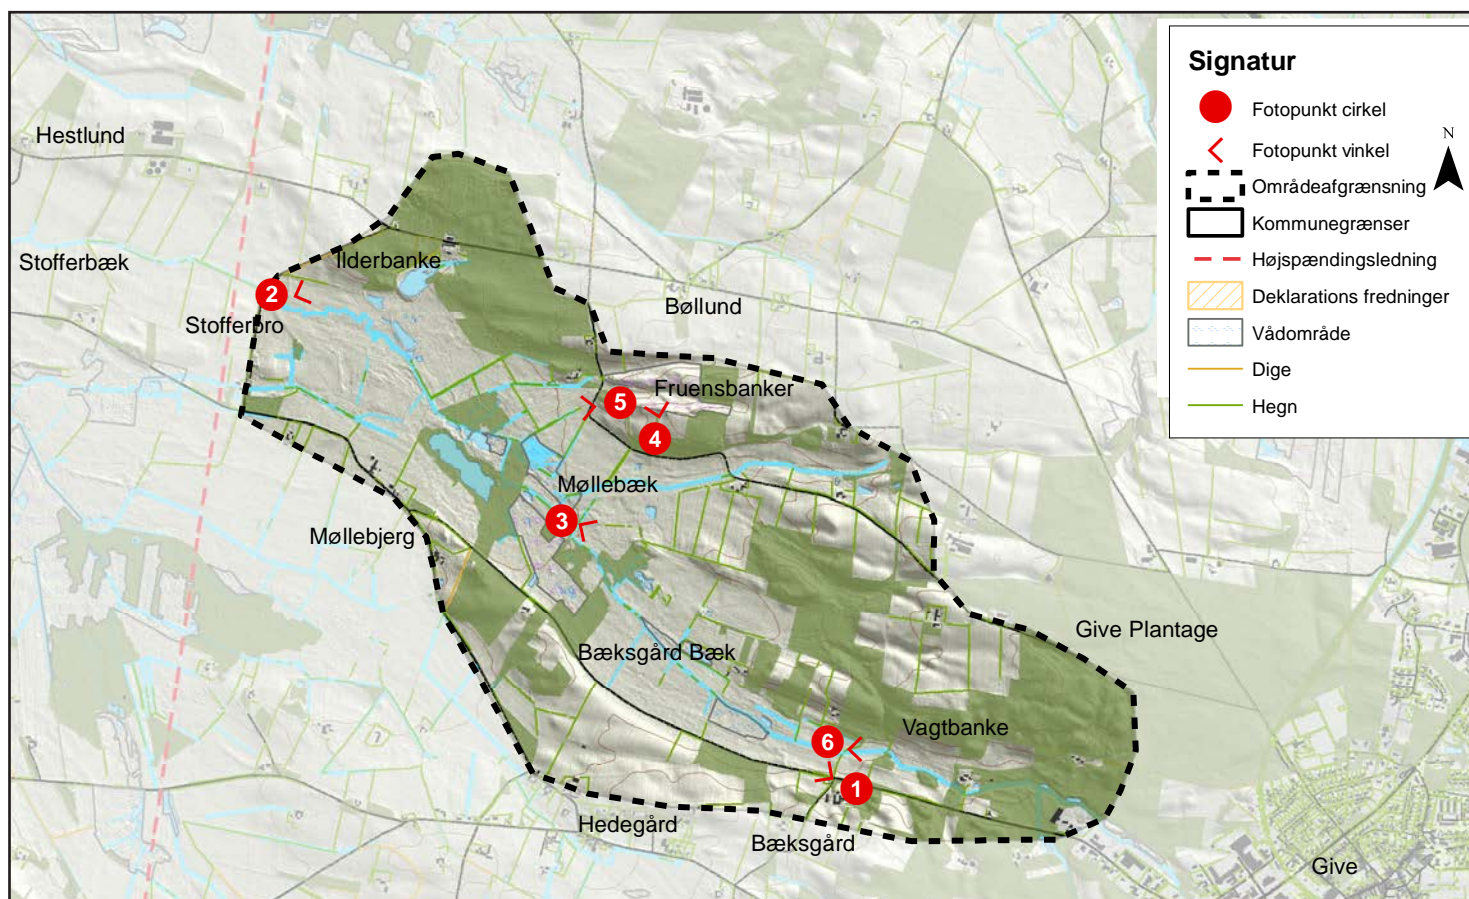 Signatur
Fotopunkt cirkel
Fotopunkt vinkel
N
Områdeafgrænsning
Kommunegrænser
Højspændingsledning
Deklarations fredninger
Vådområde
Dige
Hegn
Hestlund
Stofferbæk
Ilderbanke
2
Stofferbro
Bøllund
Fruensbanker
5
4
Møllebæk
3
Møllebjerg
Give Plantage
Bæksgård Bæk
Vagtbanke
6
1
Hedegård
Bæksgård
Give